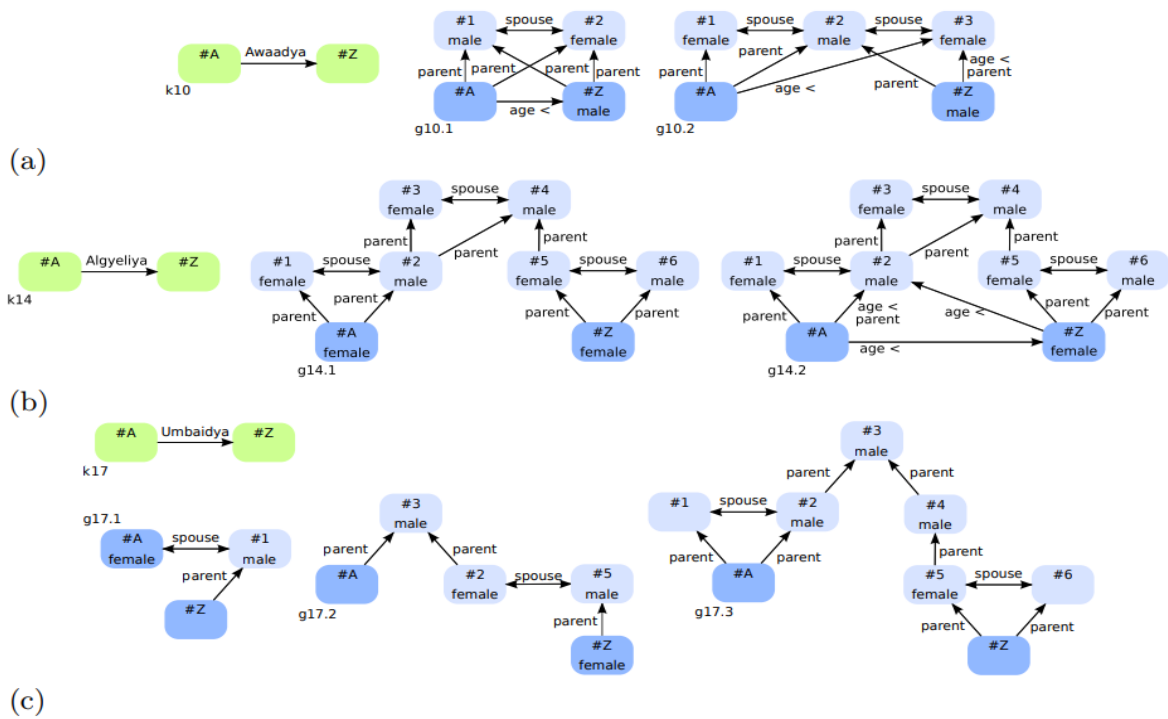 #A Awaadya #Z
k10
#1 male spouse #2 female
parent parent parent parent
#A age < #Z male
g10.1
#1 female spouse #2 male spouse #3 female
parent parent age < parent age < parent
#A #Z male
g10.2
(a)
#A Algyeliya #Z
k14
#3 female spouse #4 male
parent parent parent
#1 female spouse #2 male #5 female spouse #6 male
parent parent parent parent
#A female #Z female
g14.1
#3 female spouse #4 male
parent parent parent
#1 female spouse #2 male #5 female spouse #6 male
parent age < parent age < parent parent
#A age < #Z female
g14.2
(b)
#A Umbaidya #Z
k17
g17.1
#A female spouse #1 male
parent
#Z
#3 male
parent parent
#A #2 female spouse #5 male
g17.2
parent
#Z female
#3 male
parent parent
#1 spouse #2 male #4 male
parent parent parent
#A #5 female spouse #6
g17.3
parent parent
#Z
(c)